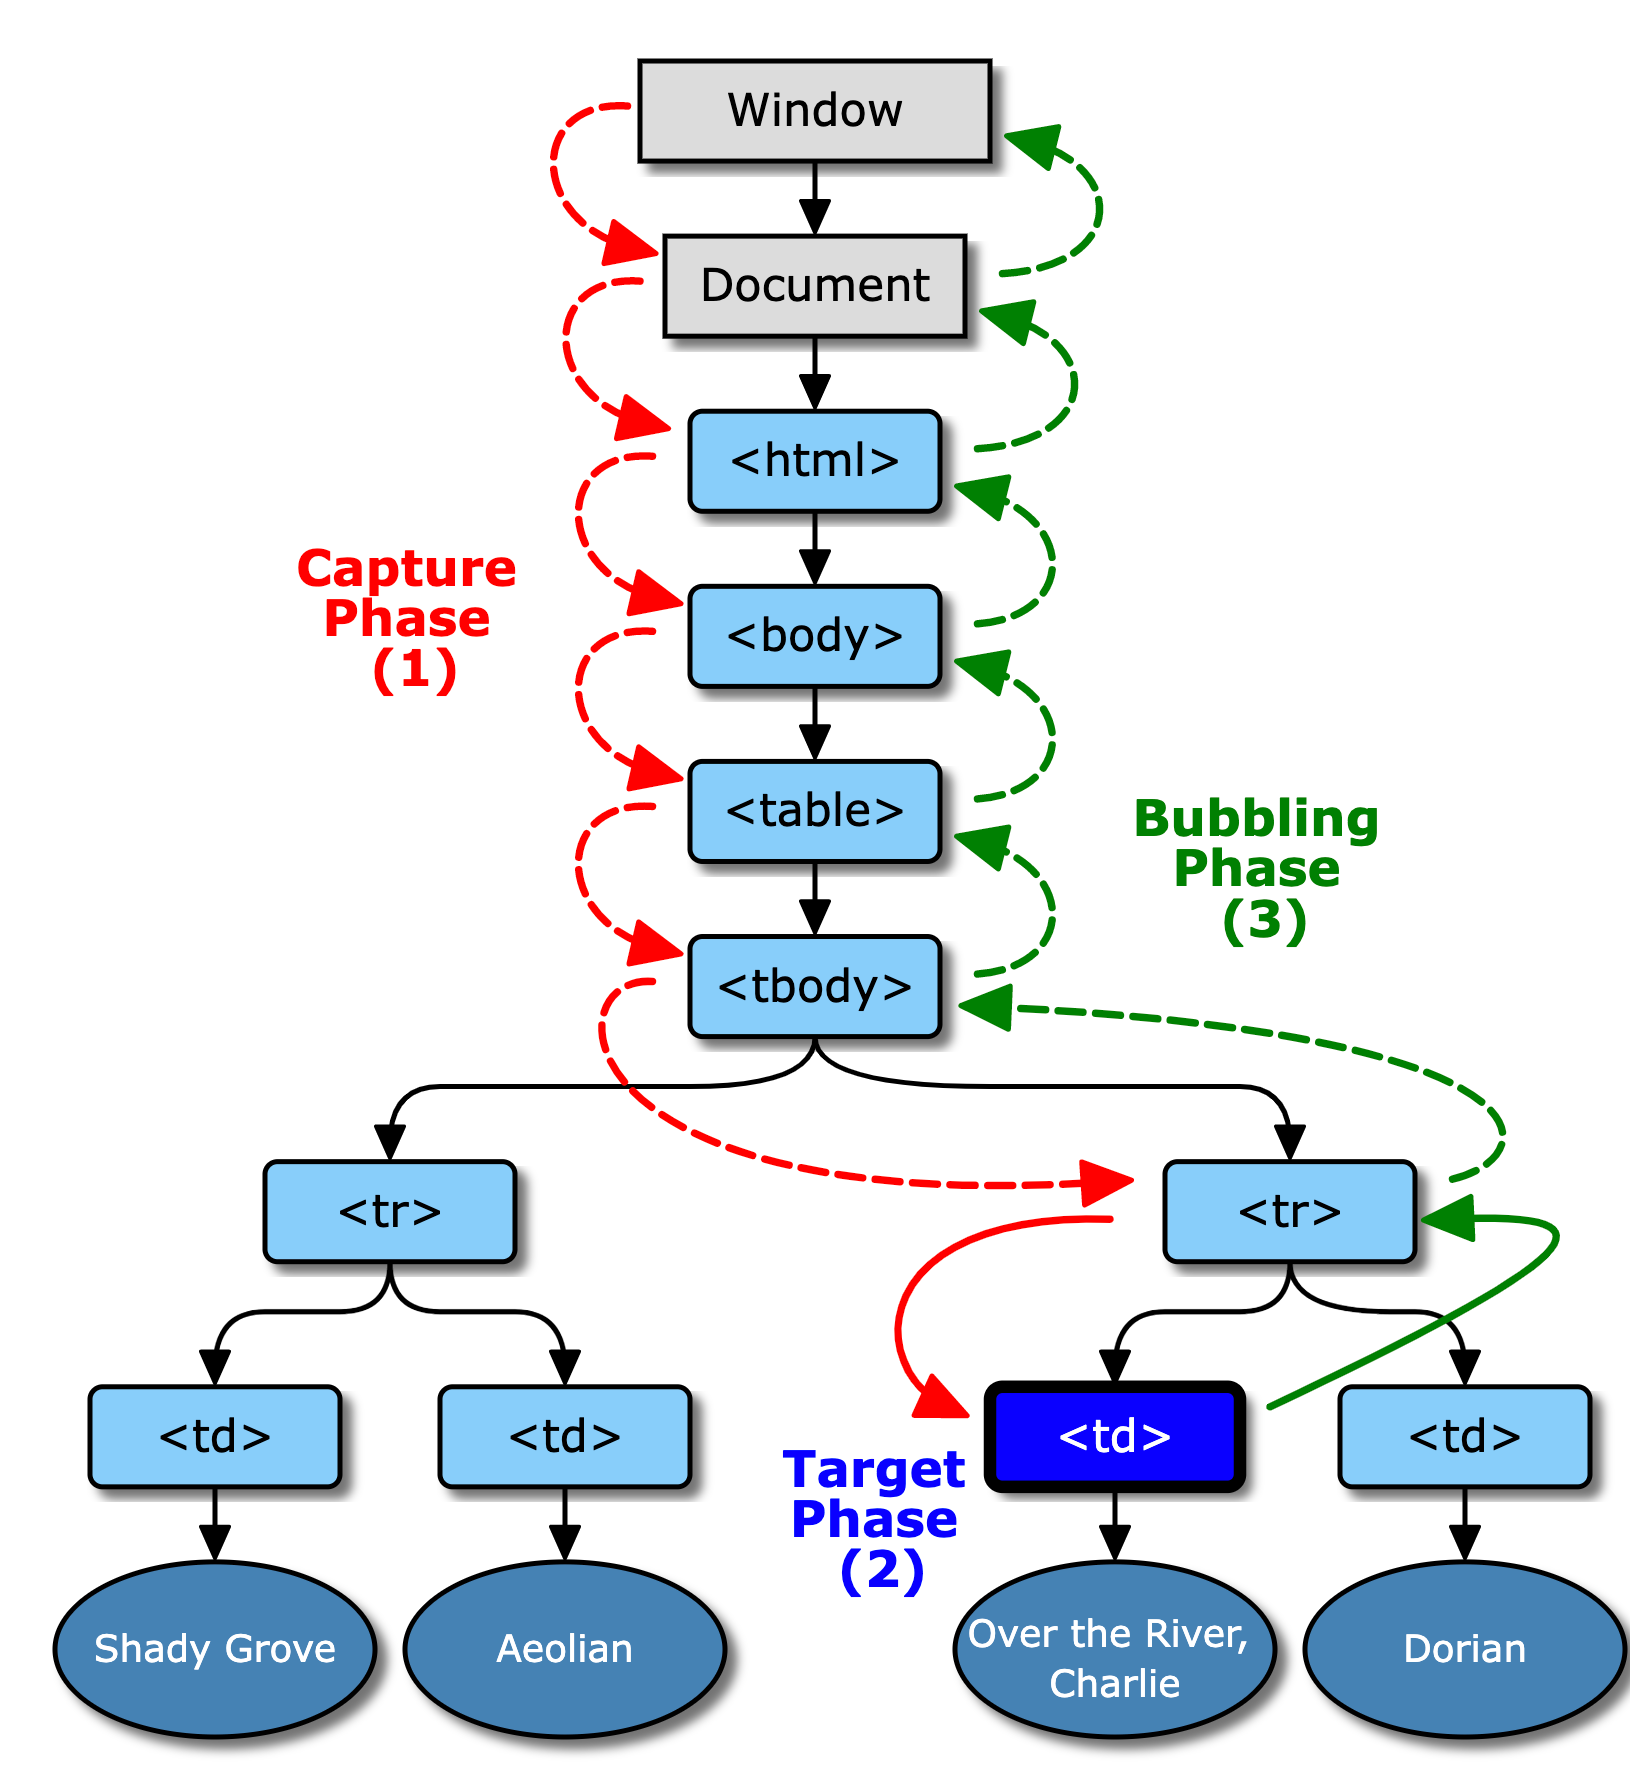 Window
Document
<html>
Capture
Phase
(1)
<body>
<table>
Bubbling
Phase
(3)
<tbody>
<tr>
<tr>
<td>
<td>
<td>
<td>
Target
Phase
(2)
Shady Grove
Aeolian
Over the River,
Charlie
Dorian